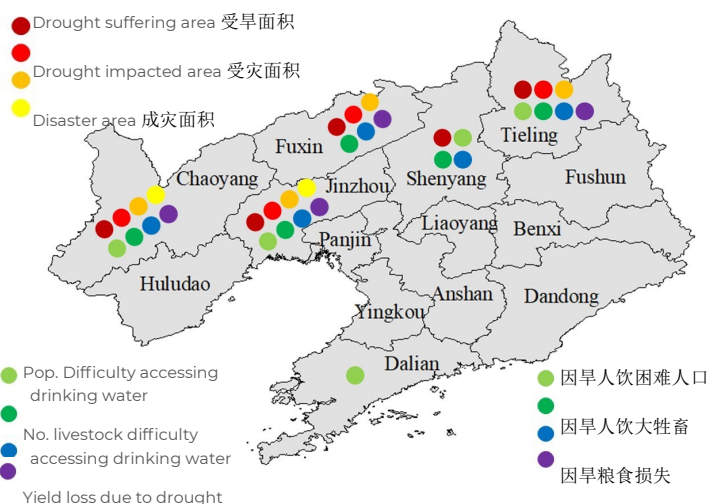 Drought suffering area 受旱面积
Drought impacted area 受灾面积
Disaster area 成灾面积
Tieling
Fuxin
Chaoyang
Jinzhou
Shenyang
Fushun
Liaoyang
Benxi
Panjin
Huludao
Anshan
Dandong
Yingkou
Dalian
Pop. Difficulty accessing
drinking water
No. livestock difficulty
accessing drinking water
Yield loss due to drought
因旱人饮困难人口
因旱人饮大牲畜
因旱粮食损失